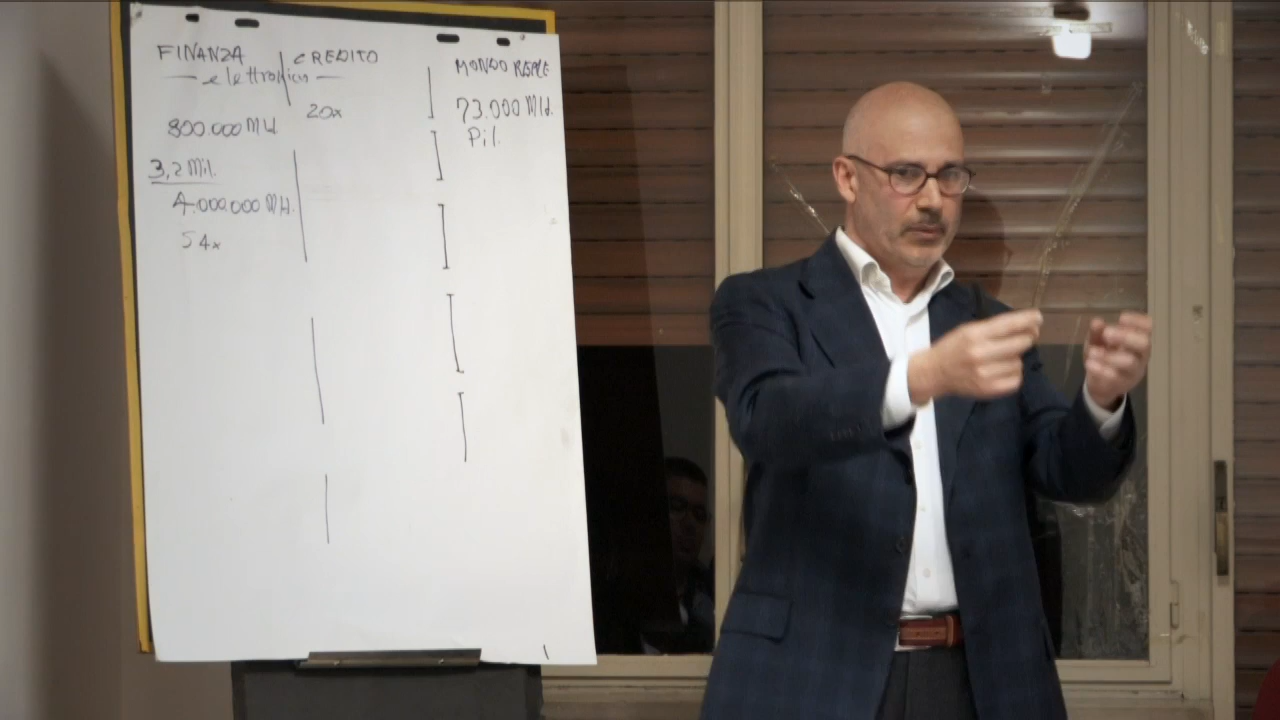 FINANZA CREDITO
elettronica
MONDO REALE
800.000 Mld
20x
73.000 Mld.
Pil.
3,2 Mil.
4.000.000 Mld.
54x